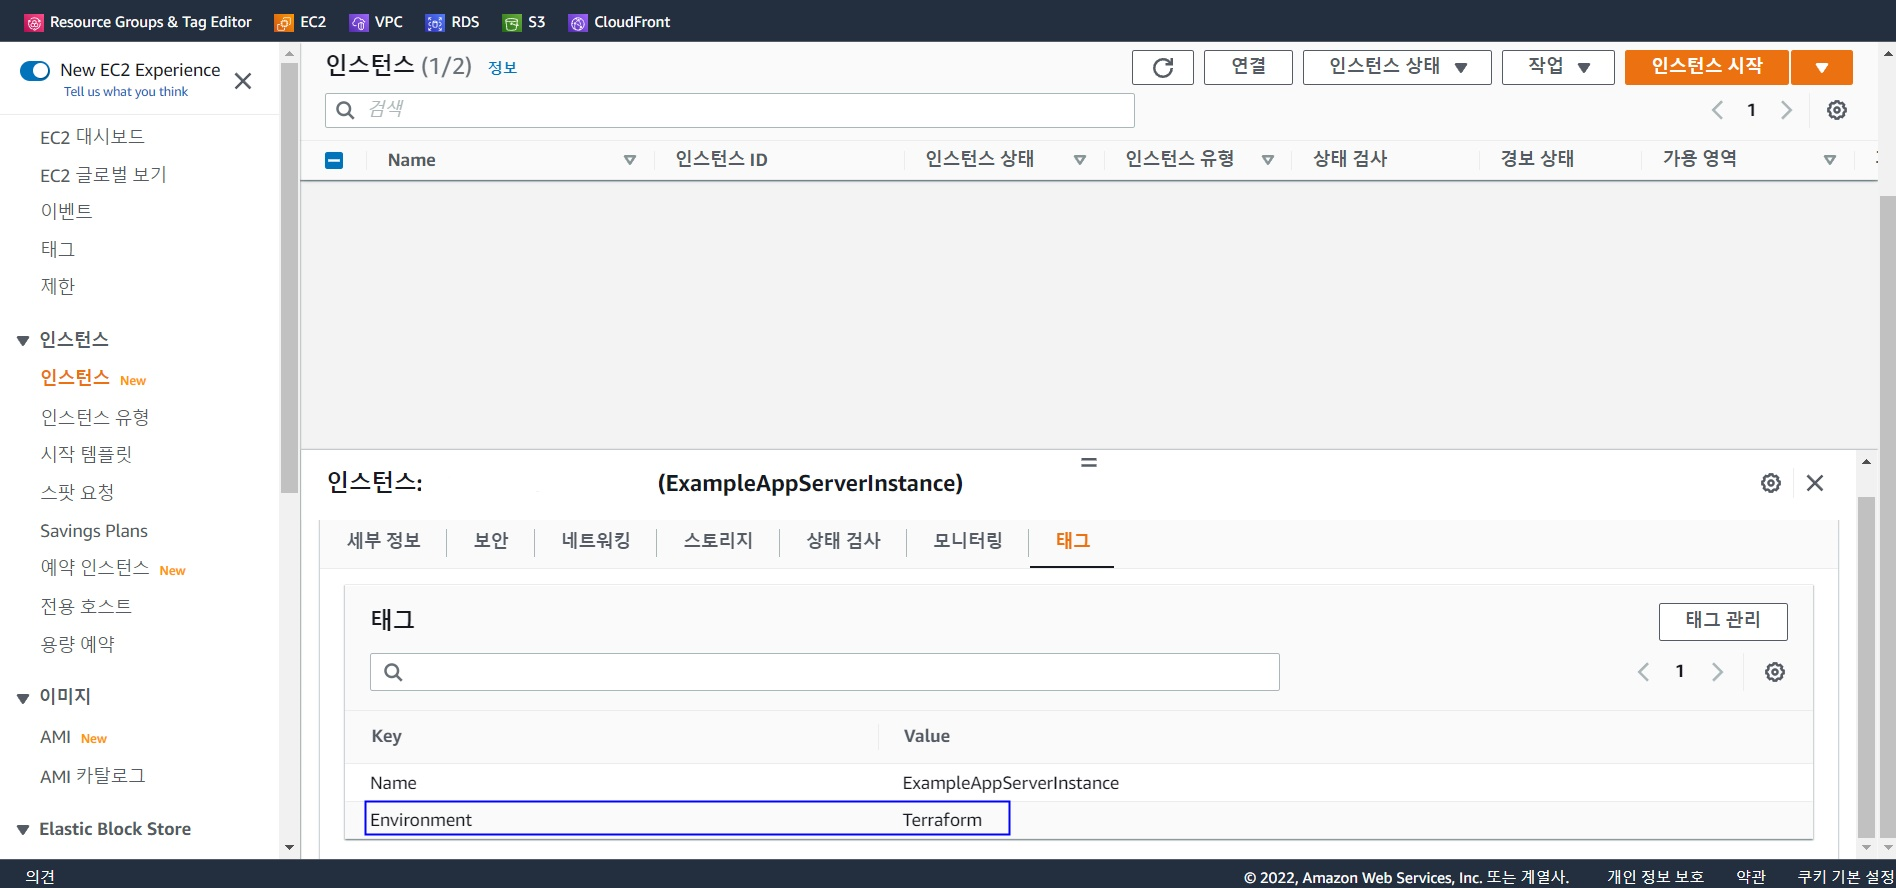 Resource Groups & Tag Editor EC2 VPC RDS S3 CloudFront
New EC2 Experience
Tell us what you think
EC2 대시보드
EC2 글로벌 보기
이벤트
태그
제한
인스턴스
인스턴스 New
인스턴스 유형
시작 템플릿
스팟 요청
Savings Plans
예약 인스턴스 New
전용 호스트
용량 예약
이미지
AMI New
AMI 카탈로그
Elastic Block Store
인스턴스 (1/2) 정보
연결 인스턴스 상태 작업 인스턴스 시작
검색
1
Name 인스턴스 ID 인스턴스 상태 인스턴스 유형 상태 검사 경보 상태 가용 영역
인스턴스: (ExampleAppServerInstance)
세부 정보 보안 네트워킹 스토리지 상태 검사 모니터링 태그
태그
태그 관리
1
Key Value
Name ExampleAppServerInstance
Environment Terraform
의견 © 2022, Amazon Web Services, Inc. 또는 계열사. 개인 정보 보호 약관 쿠키 기본 설정